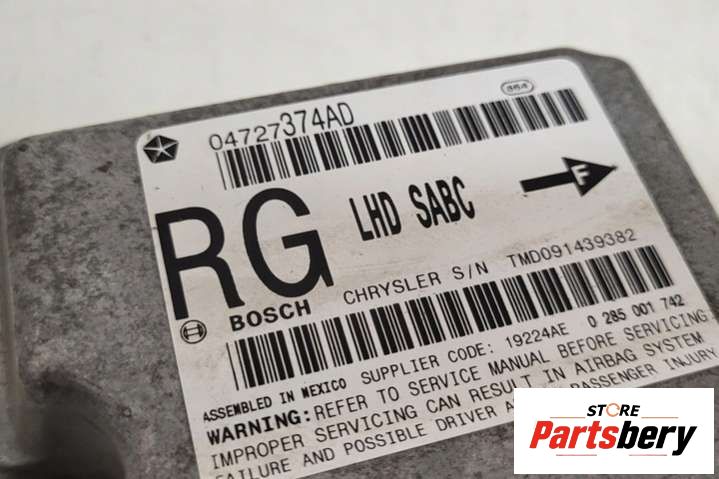 464
04727374AD
RG
LHD SABC
F
BOSCH
CHRYSLER S/N TMD091439382
ASSEMBLED IN MEXICO SUPPLIER CODE: 19224AE 0 285 001 742
WARNING: REFER TO SERVICE MANUAL BEFORE SERVICING.
IMPROPER SERVICING CAN RESULT IN AIRBAG SYSTEM
FAILURE AND POSSIBLE DRIVER PASSENGER INJURY
STORE
Partsbery